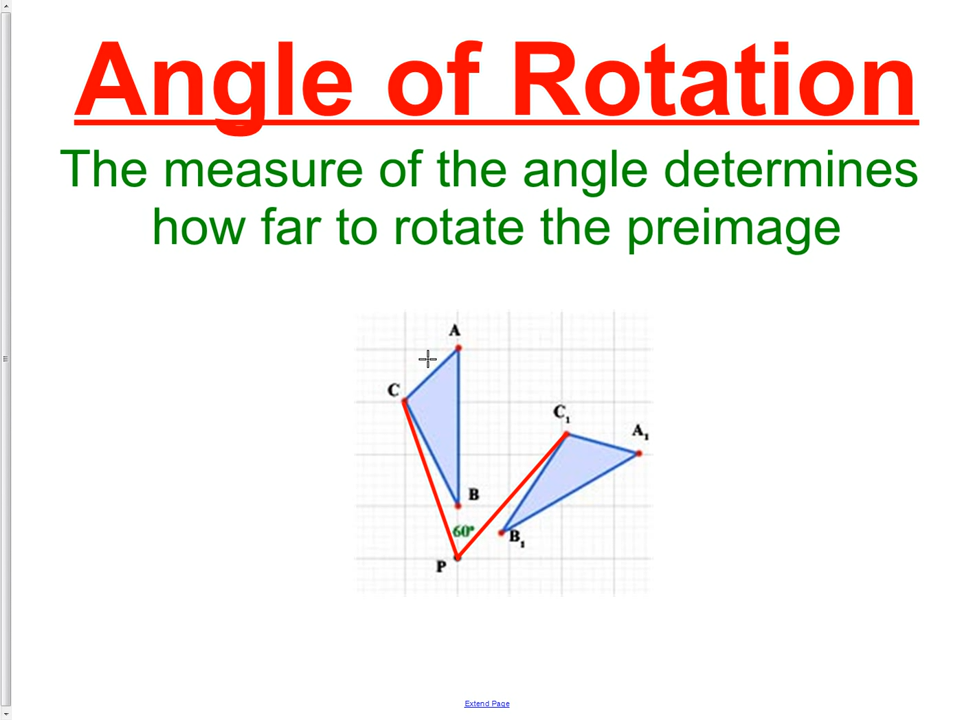 Angle of Rotation
The measure of the angle determines
how far to rotate the preimage
A
C
C₁
A₁
B
60°
B₁
P
Extend Page